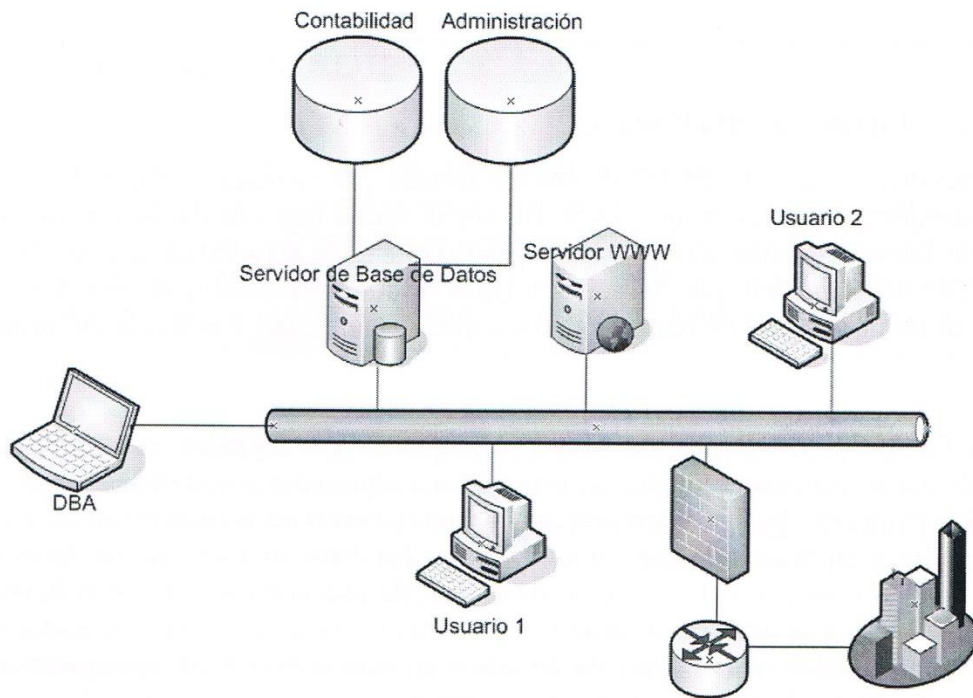 Contabilidad
Administración
Usuario 2
Servidor WWW
Servidor de Base de Datos
DBA
Usuario 1